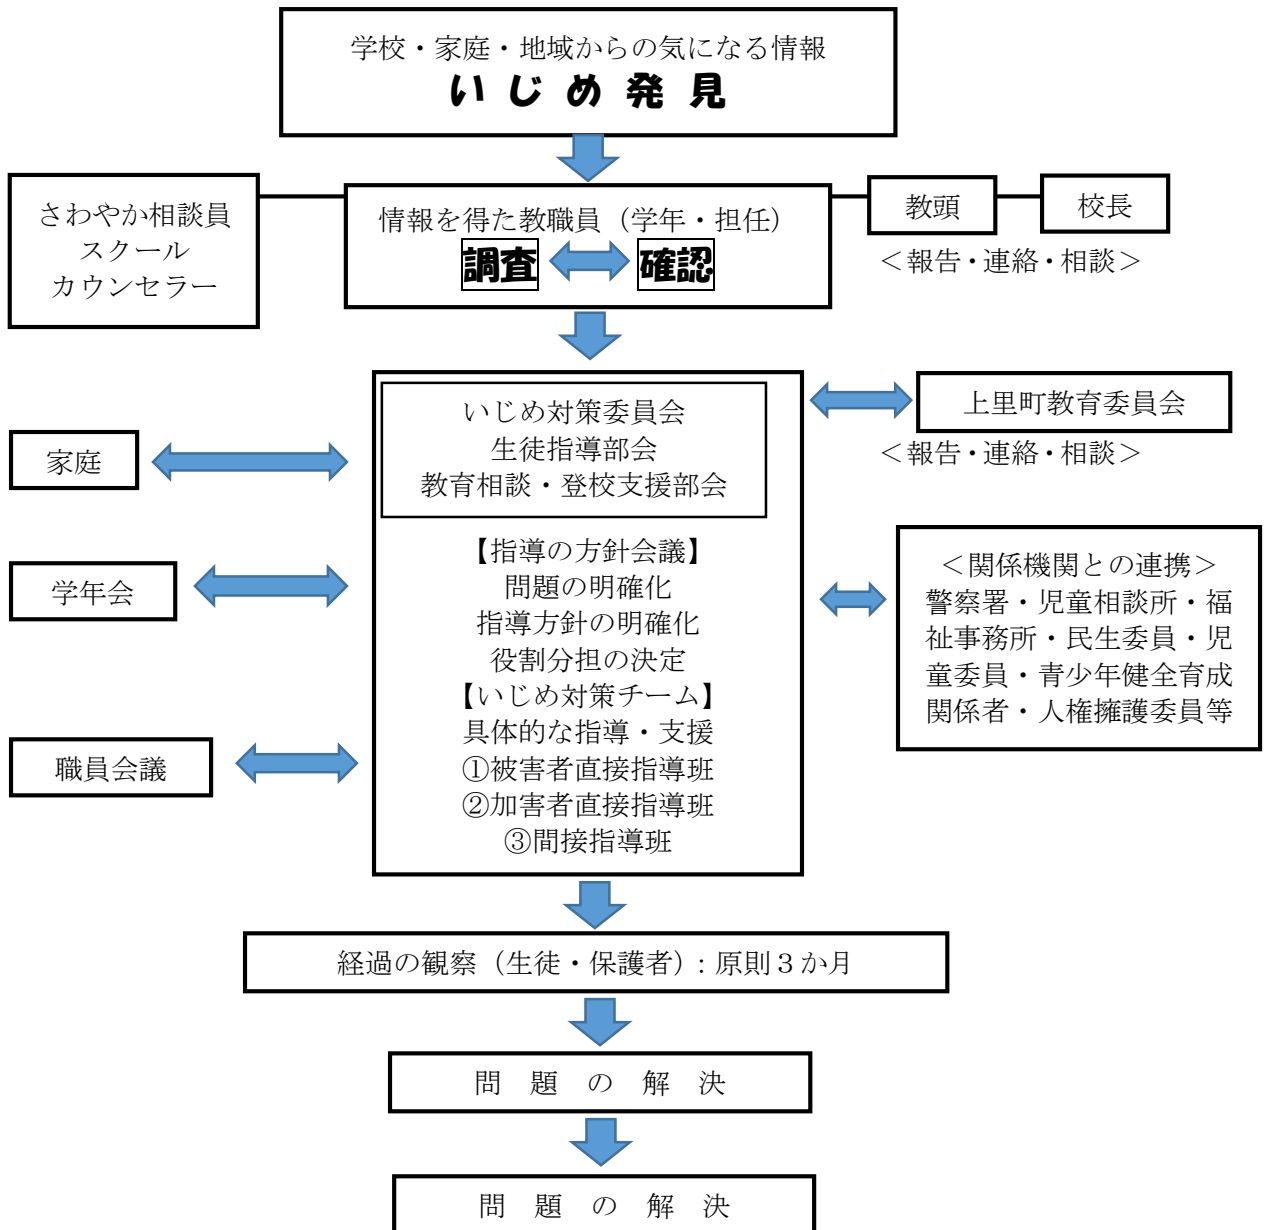 学校・家庭・地域からの気になる情報
いじめ発見
さわやか相談員
スクール
カウンセラー
情報を得た教職員（学年・担任）
調査
確認
教頭
校長
＜報告・連絡・相談＞
いじめ対策委員会
生徒指導部会
教育相談・登校支援部会
上里町教育委員会
＜報告・連絡・相談＞
家庭
学年会
職員会議
【指導の方針会議】
問題の明確化
指導方針の明確化
役割分担の決定
【いじめ対策チーム】
具体的な指導・支援
①被害者直接指導班
②加害者直接指導班
③間接指導班
＜関係機関との連携＞
警察署・児童相談所・福
祉事務所・民生委員・児
童委員・青少年健全育成
関係者・人権擁護委員等
経過の観察（生徒・保護者）：原則３か月
問　題　の　解　決
問　題　の　解　決